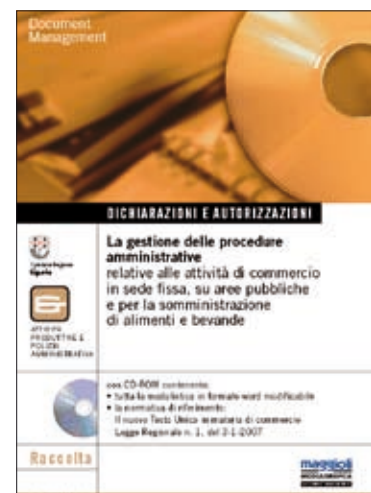 Document
Management
DICHIARAZIONI E AUTORIZZAZIONI
La gestione delle procedure
amministrative
relative alle attività di commercio
in sede fissa, su aree pubbliche
e per la somministrazione
di alimenti e bevande
ATTIVITÀ
PRODUTTIVE E
POLIZIA
AMMINISTRATIVA
con CD-ROM contenente:
• tutta la modulistica in formato word modificabile
• la normativa di riferimento:
Il nuovo Testo Unico in materia di commercio
Legge Regionale n. 1, del 2-1-2007
Raccolta
maggioli